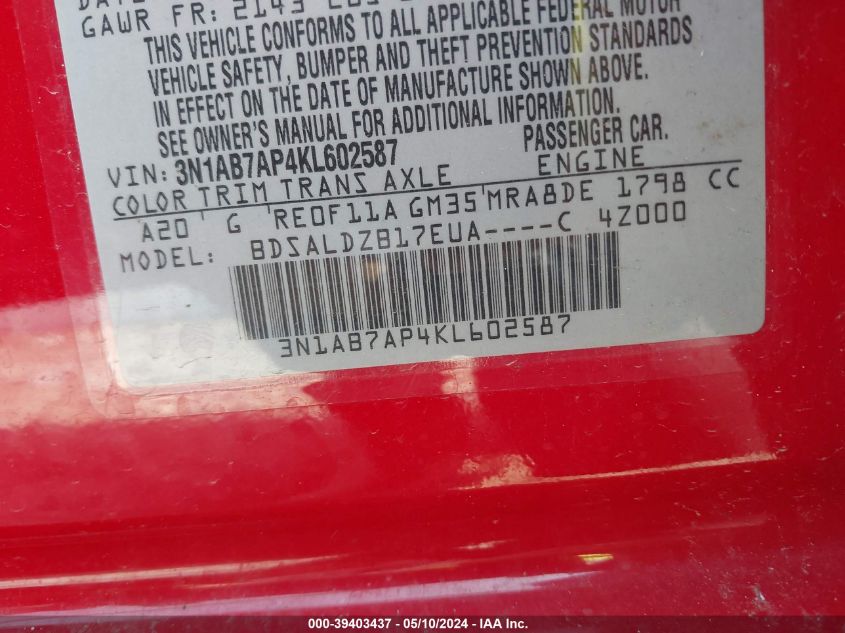 GAWR FR: 2143
THIS VEHICLE CONFORMS TO ALL APPLICABLE FEDERAL MOTOR
VEHICLE SAFETY, BUMPER AND THEFT PREVENTION STANDARDS
IN EFFECT ON THE DATE OF MANUFACTURE SHOWN ABOVE.
SEE OWNER'S MANUAL FOR ADDITIONAL INFORMATION.
VIN: 3N1AB7AP4KL602587 PASSENGER CAR.
COLOR TRIM TRANS AXLE ENGINE
A20 G RE0F11A GM35 MRA8DE 1798 CC
MODEL: BDSALDZB17EUA----C 4Z000
3N1AB7AP4KL602587
000-39403437 - 05/10/2024 - IAA Inc.